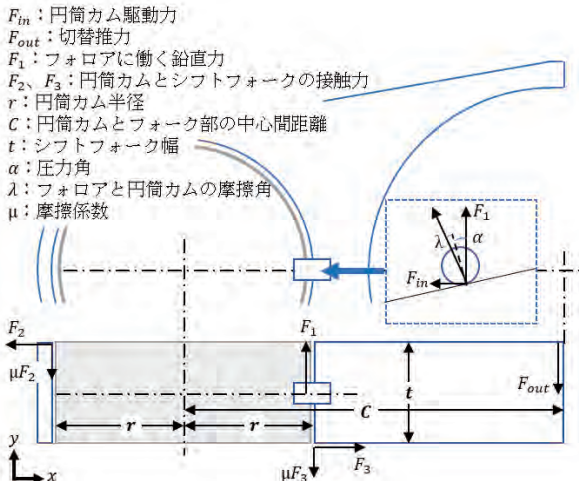 F_in：円筒カム駆動力
F_out：切替推力
F_1：フォロアに働く鉛直力
F_2、F_3：円筒カムとシフトフォークの接触力
r：円筒カム半径
C：円筒カムとフォーク部の中心間距離
t：シフトフォーク幅
α：圧力角
λ：フォロアと円筒カムの摩擦角
μ：摩擦係数
F_1
λ α
F_in
F_2
F_1
μF_2
t
F_out
C
r r
y
F_3
μF_3
x